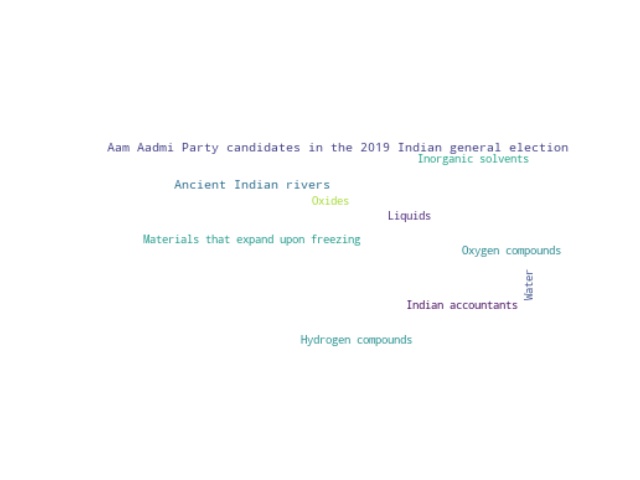 Aam Aadmi Party candidates in the 2019 Indian general election
Inorganic solvents
Ancient Indian rivers
Oxides
Liquids
Materials that expand upon freezing
Oxygen compounds
Water
Indian accountants
Hydrogen compounds